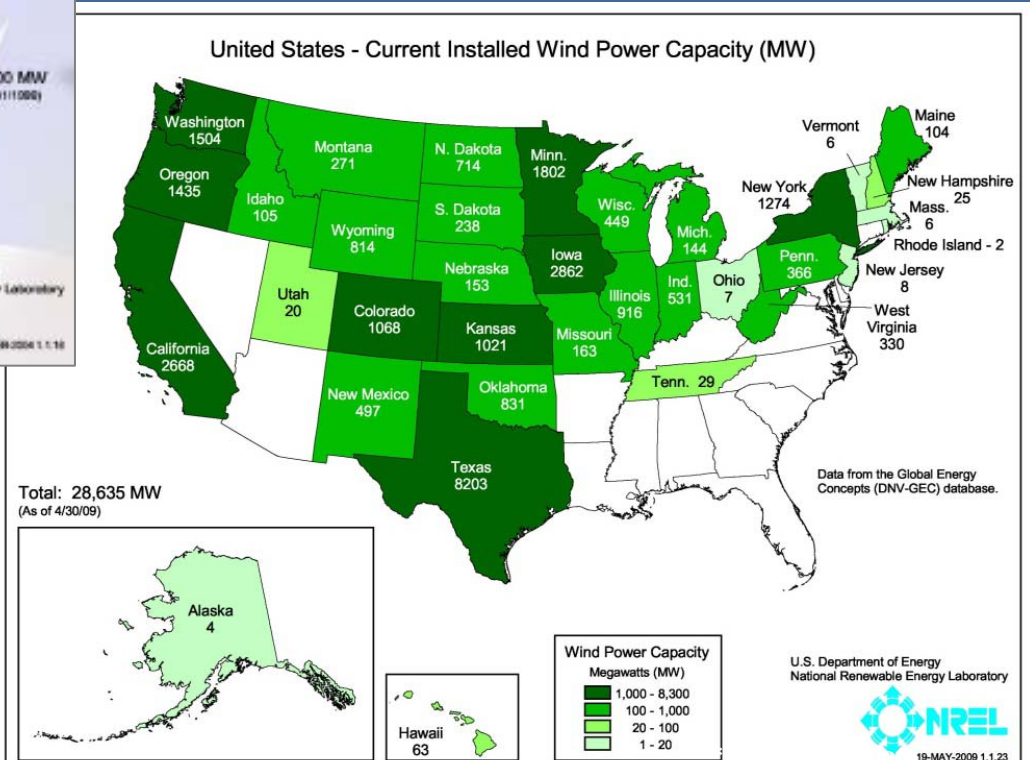 00 MW
United States - Current Installed Wind Power Capacity (MW)
Washington
1504
Oregon
1435
California
2668
Idaho
105
Montana
271
Wyoming
814
Utah
20
Colorado
1068
New Mexico
497
N. Dakota
714
S. Dakota
238
Nebraska
153
Kansas
1021
Oklahoma
831
Texas
8203
Minn.
1802
Iowa
2862
Missouri
163
Wisc.
449
Illinois
916
Mich.
144
Ind.
531
Ohio
7
Tenn. 29
Penn.
366
New York
1274
Vermont
6
Maine
104
New Hampshire
25
Mass.
6
Rhode Island - 2
New Jersey
8
West
Virginia
330
Data from the Global Energy
Concepts (DNV-GEC) database.
Total: 28,635 MW
(As of 4/30/09)
Alaska
4
Hawaii
63
Wind Power Capacity
Megawatts (MW)
1,000 - 8,300
100 - 1,000
20 - 100
1 - 20
U.S. Department of Energy
National Renewable Energy Laboratory
NREL
19-MAY-2009 1.1.23